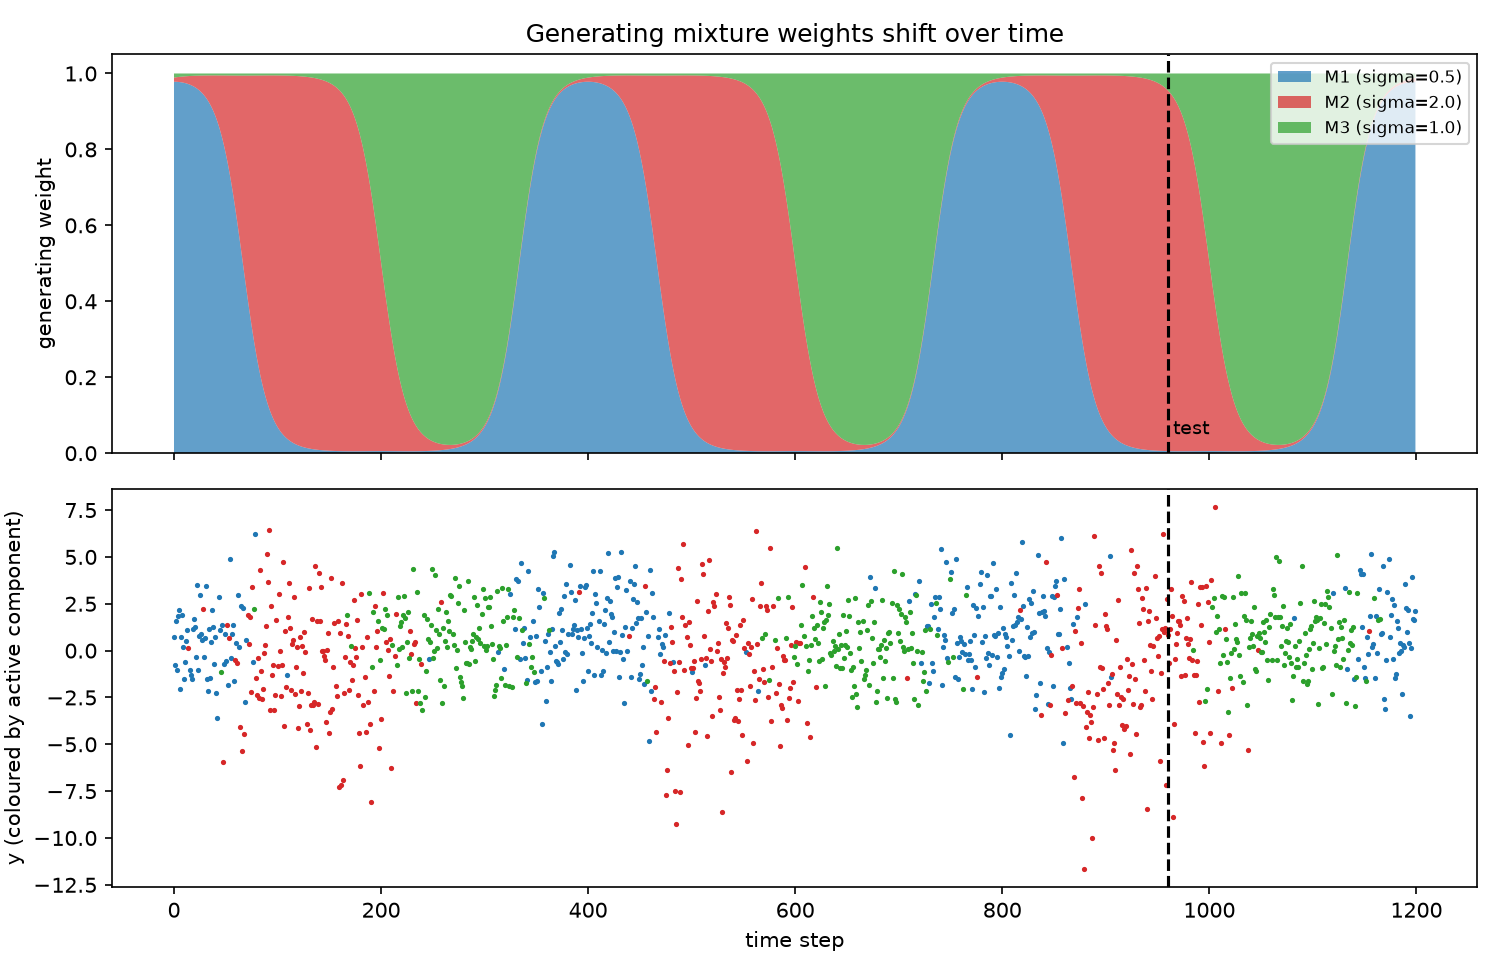 Generating mixture weights shift over time
generating weight
1.0
0.8
0.6
0.4
0.2
0.0
M1 (sigma=0.5)
M2 (sigma=2.0)
M3 (sigma=1.0)
test
y (coloured by active component)
7.5
5.0
2.5
0.0
−2.5
−5.0
−7.5
−10.0
−12.5
0 200 400 600 800 1000 1200
time step